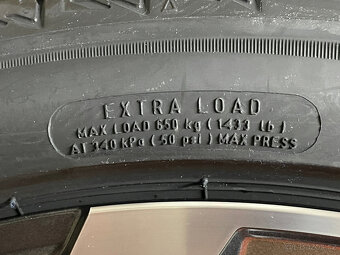 EXTRA LOAD
MAX LOAD 650 kg ( 1433 lb )
AT 340 kPa ( 50 psi ) MAX PRESS